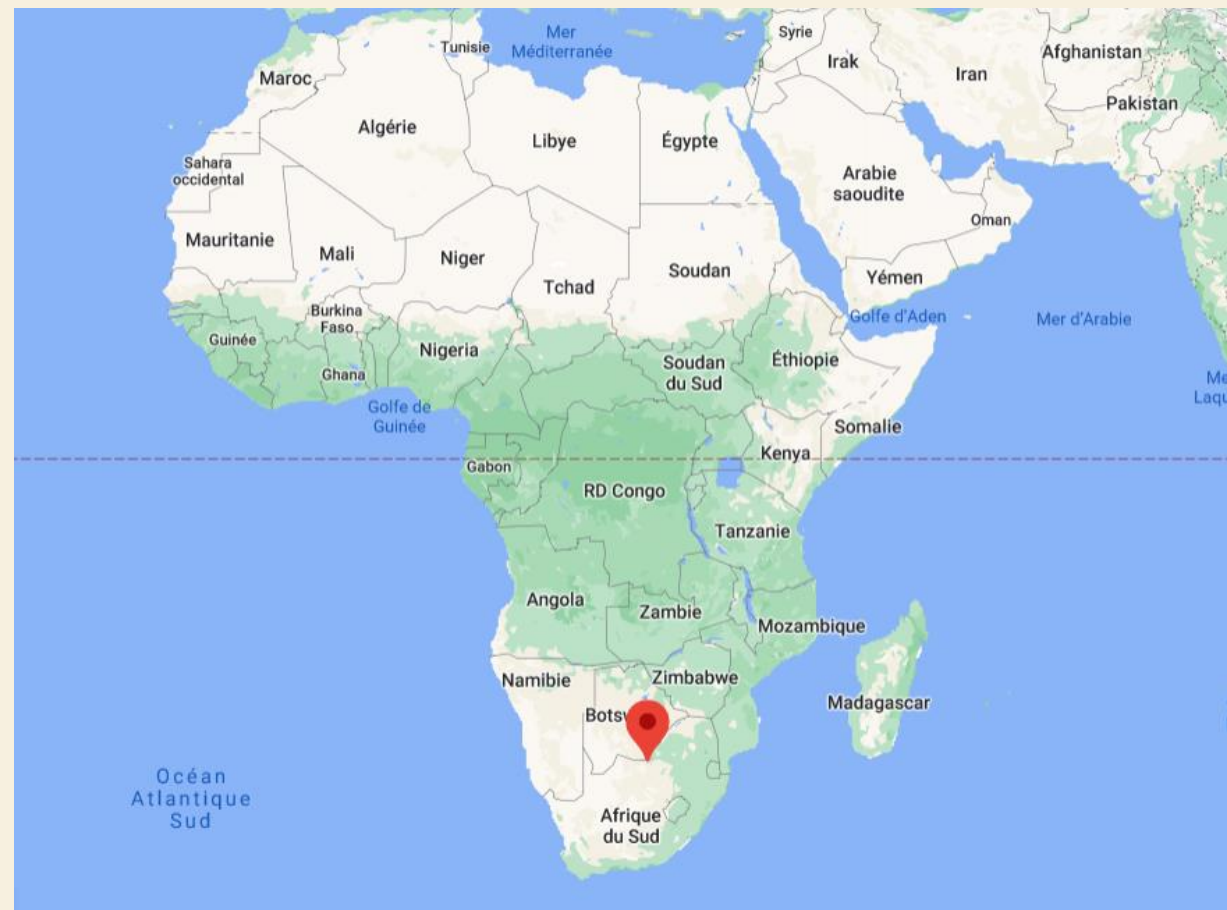 Mer
Méditerranée
Syrie
Tunisie
Afghanistan
Irak
Iran
Maroc
Pakistan
Algérie
Libye
Égypte
Sahara
occidental
Arabie
saoudite
Oman
Mauritanie
Mali
Niger
Tchad
Soudan
Yémen
Burkina
Faso
Golfe d'Aden
Mer d'Arabie
Guinée
Nigeria
Ghana
Soudan
du Sud
Éthiopie
Me
Laqu
Golfe de
Guinée
Somalie
Kenya
Gabon
RD Congo
Tanzanie
Angola
Zambie
Mozambique
Namibie
Zimbabwe
Madagascar
Botsw
Océan
Atlantique
Sud
Afrique
du Sud